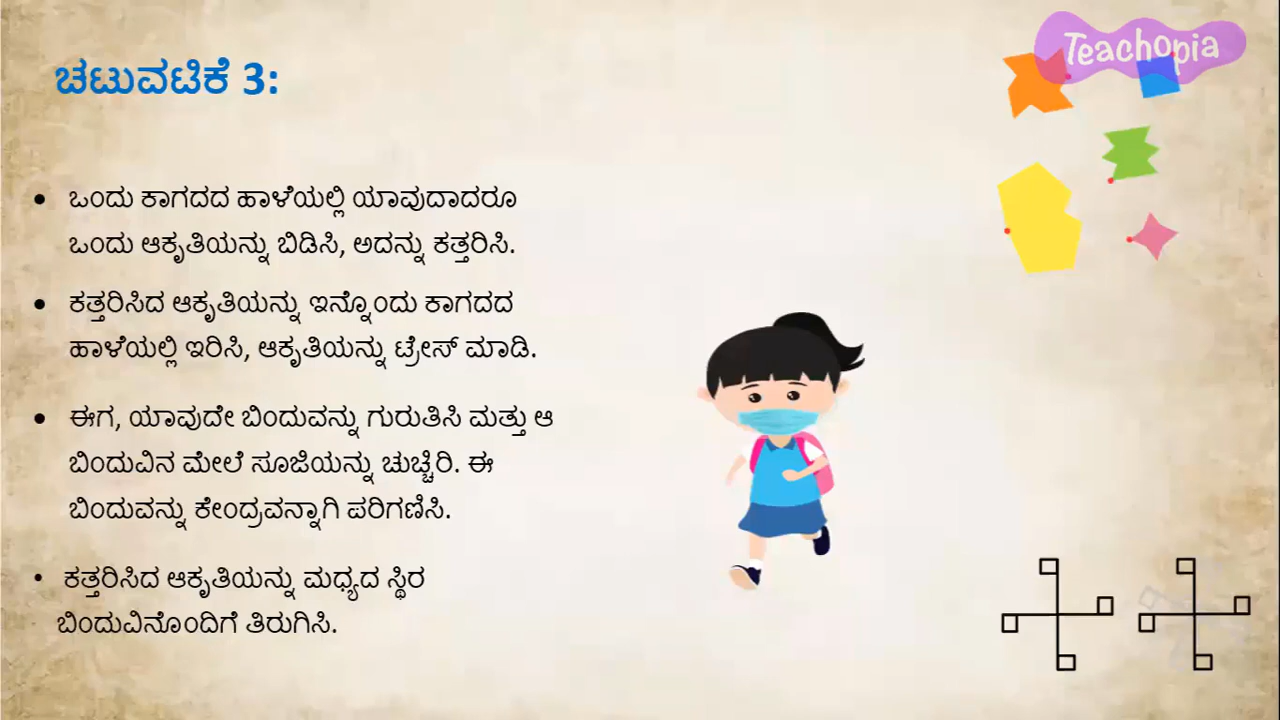 Teachopia
ಚಟುವಟಿಕೆ 3:
• ಒಂದು ಕಾಗದದ ಹಾಳೆಯಲ್ಲಿ ಯಾವುದಾದರೂ
ಒಂದು ಆಕೃತಿಯನ್ನು ಬಿಡಿಸಿ, ಅದನ್ನು ಕತ್ತರಿಸಿ.
• ಕತ್ತರಿಸಿದ ಆಕೃತಿಯನ್ನು ಇನ್ನೊಂದು ಕಾಗದದ
ಹಾಳೆಯಲ್ಲಿ ಇರಿಸಿ, ಆಕೃತಿಯನ್ನು ಟ್ರೇಸ್ ಮಾಡಿ.
• ಈಗ, ಯಾವುದೇ ಬಿಂದುವನ್ನು ಗುರುತಿಸಿ ಮತ್ತು ಆ
ಬಿಂದುವಿನ ಮೇಲೆ ಸೂಜಿಯನ್ನು ಚುಚ್ಚಿರಿ. ಈ
ಬಿಂದುವನ್ನು ಕೇಂದ್ರವನ್ನಾಗಿ ಪರಿಗಣಿಸಿ.
• ಕತ್ತರಿಸಿದ ಆಕೃತಿಯನ್ನು ಮಧ್ಯದ ಸ್ಥಿರ
ಬಿಂದುವಿನೊಂದಿಗೆ ತಿರುಗಿಸಿ.